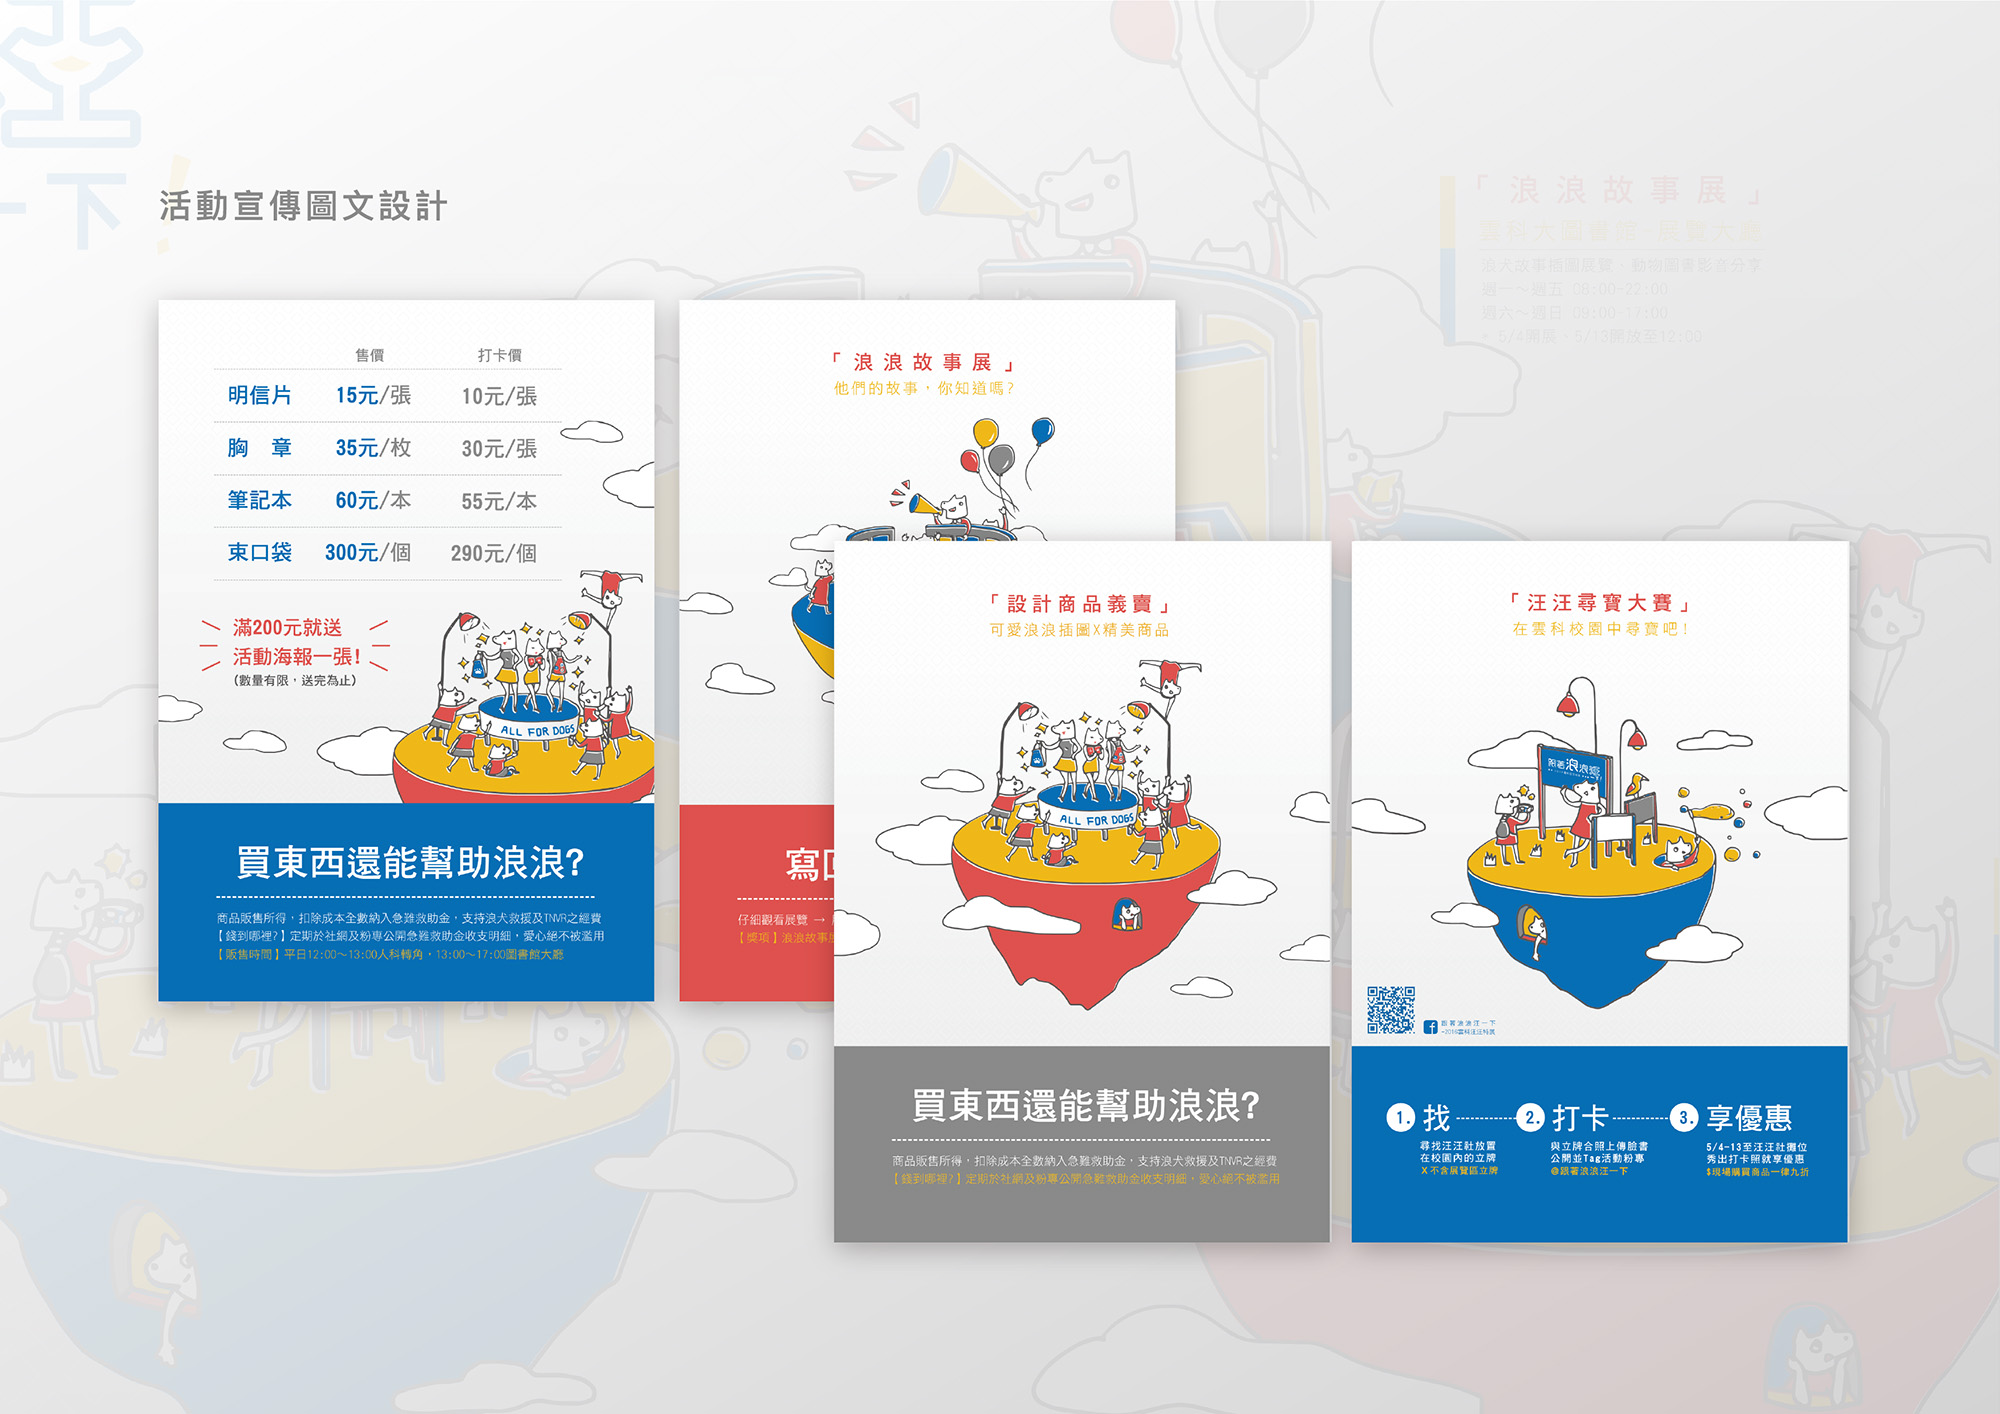 活動宣傳圖文設計
一下
「浪浪故事展」
雲科大圖書館-展覽大廳
浪犬故事插圖展覽、動物圖書影音分享
週一～週五 08:00-22:00
週六～週日 08:00-17:00
5/4開展、5/13開放至12:00
售價 打卡價
明信片 15元/張 10元/張
胸 章 35元/枚 30元/張
筆記本 60元/本 55元/本
束口袋 300元/個 290元/個
滿200元就送
活動海報一張!
(數量有限，送完為止)
ALL FOR DOGS
買東西還能幫助浪浪?
商品販售所得，扣除成本全數納入急難救助金，支持浪犬救援及TNVR之經費
【錢到哪裡?】定期於社網及粉專公開急難救助金收支明細，愛心絕不被濫用
【販售時間】平日12:00～13:00人科轉角，13:00～17:00圖書館大廳
「浪浪故事展」
他們的故事，你知道嗎?
寫回
仔細觀看展覽 →
【獎項】浪浪故事展
「設計商品義賣」
可愛浪浪插圖X精美商品
ALL FOR DOGS
買東西還能幫助浪浪?
商品販售所得，扣除成本全數納入急難救助金，支持浪犬救援及TNVR之經費
【錢到哪裡?】定期於社網及粉專公開急難救助金收支明細，愛心絕不被濫用
「汪汪尋寶大賽」
在雲科校園中尋寶吧!
跟著浪浪
跟著浪浪汪一下
1. 找 2. 打卡 3. 享優惠
尋找汪汪社放置
在校園內的立牌
X不含展覽區立牌
與立牌合照上傳臉書
公開並Tag活動粉專
@跟著浪浪汪一下
5/4-13至汪汪社攤位
秀出打卡照就享優惠
$現場購買商品一律九折